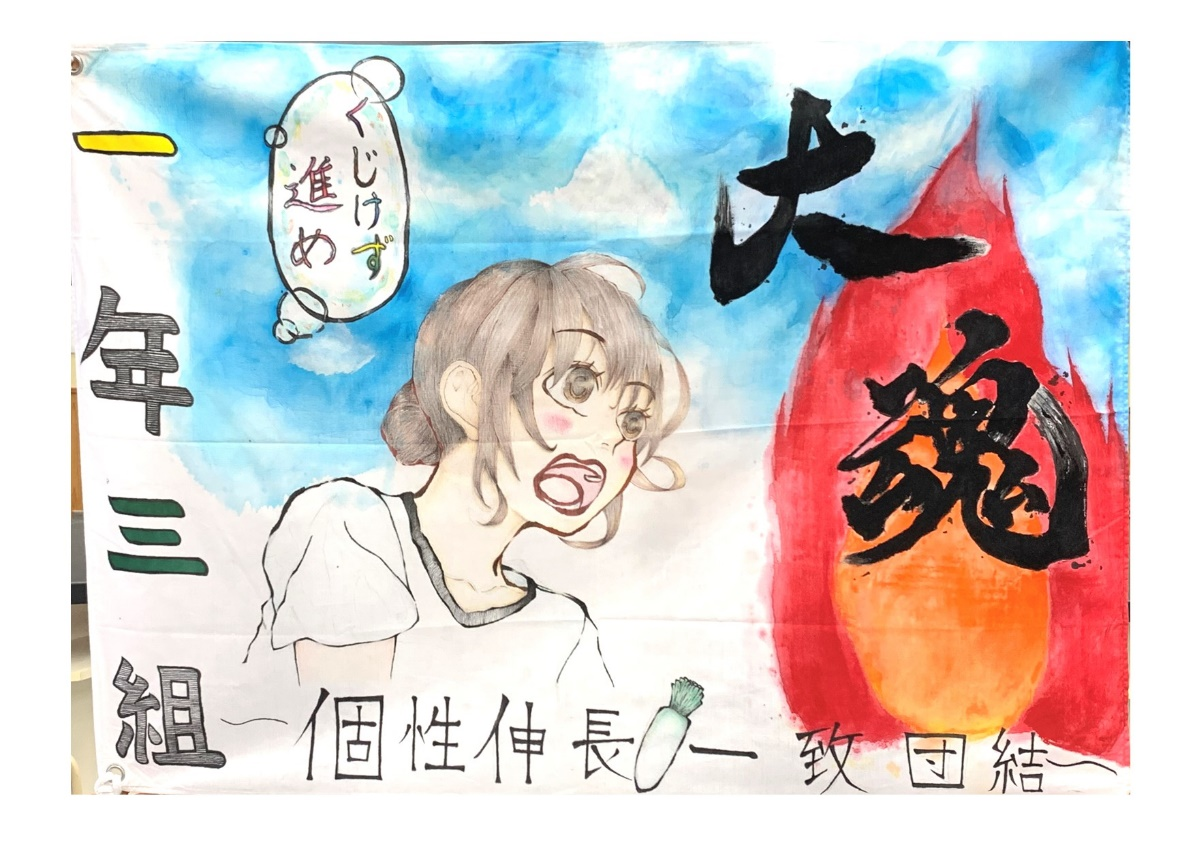 大魂
くじけず
進め
一年三組
～個性伸長一致団結～